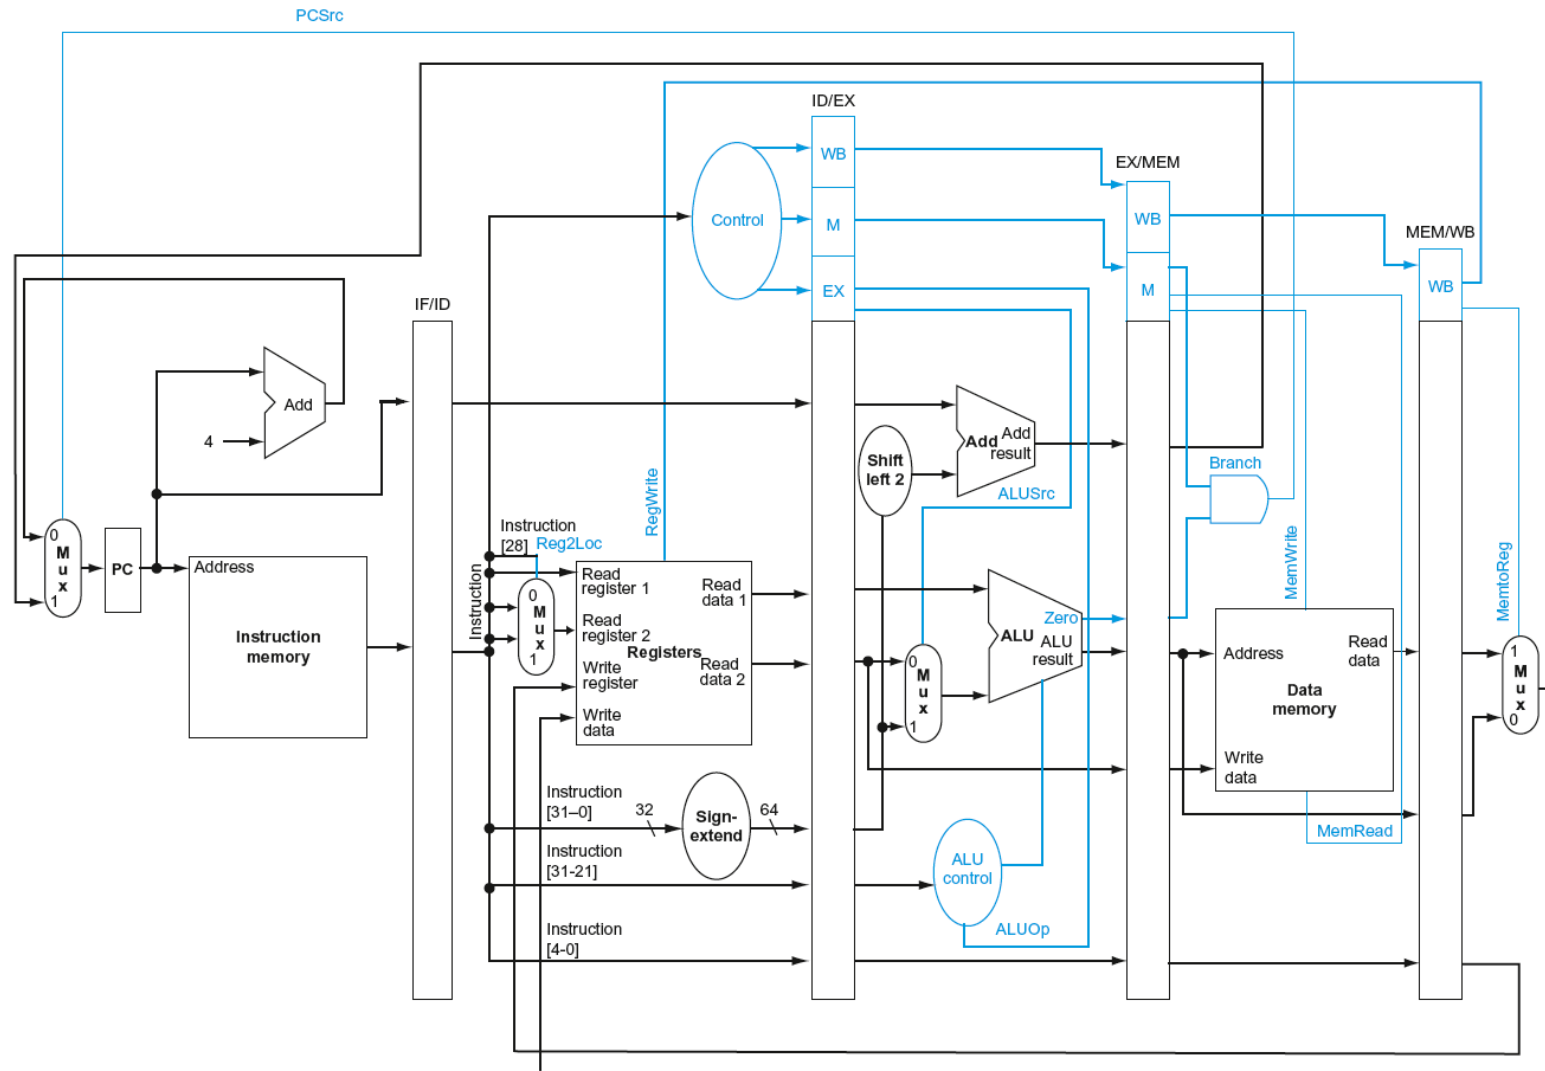 PCSrc
ID/EX
WB
EX/MEM
Control
M
WB
MEM/WB
EX
M
WB
IF/ID
Add
4
Shift
left 2
Add
Add
result
Branch
ALUSrc
RegWrite
MemWrite
MemtoReg
Instruction
[28]
Reg2Loc
0
Mux
1
PC
Address
Instruction
memory
Instruction
0
Mux
1
Read
register 1
Read
register 2
Write
register
Write
data
Registers
Read
data 1
Read
data 2
0
Mux
1
Zero
ALU
ALU
result
Address
Read
data
Data
memory
Write
data
MemRead
1
Mux
0
Instruction
[31–0]
32
Sign-
extend
64
Instruction
[31-21]
ALU
control
ALUOp
Instruction
[4-0]